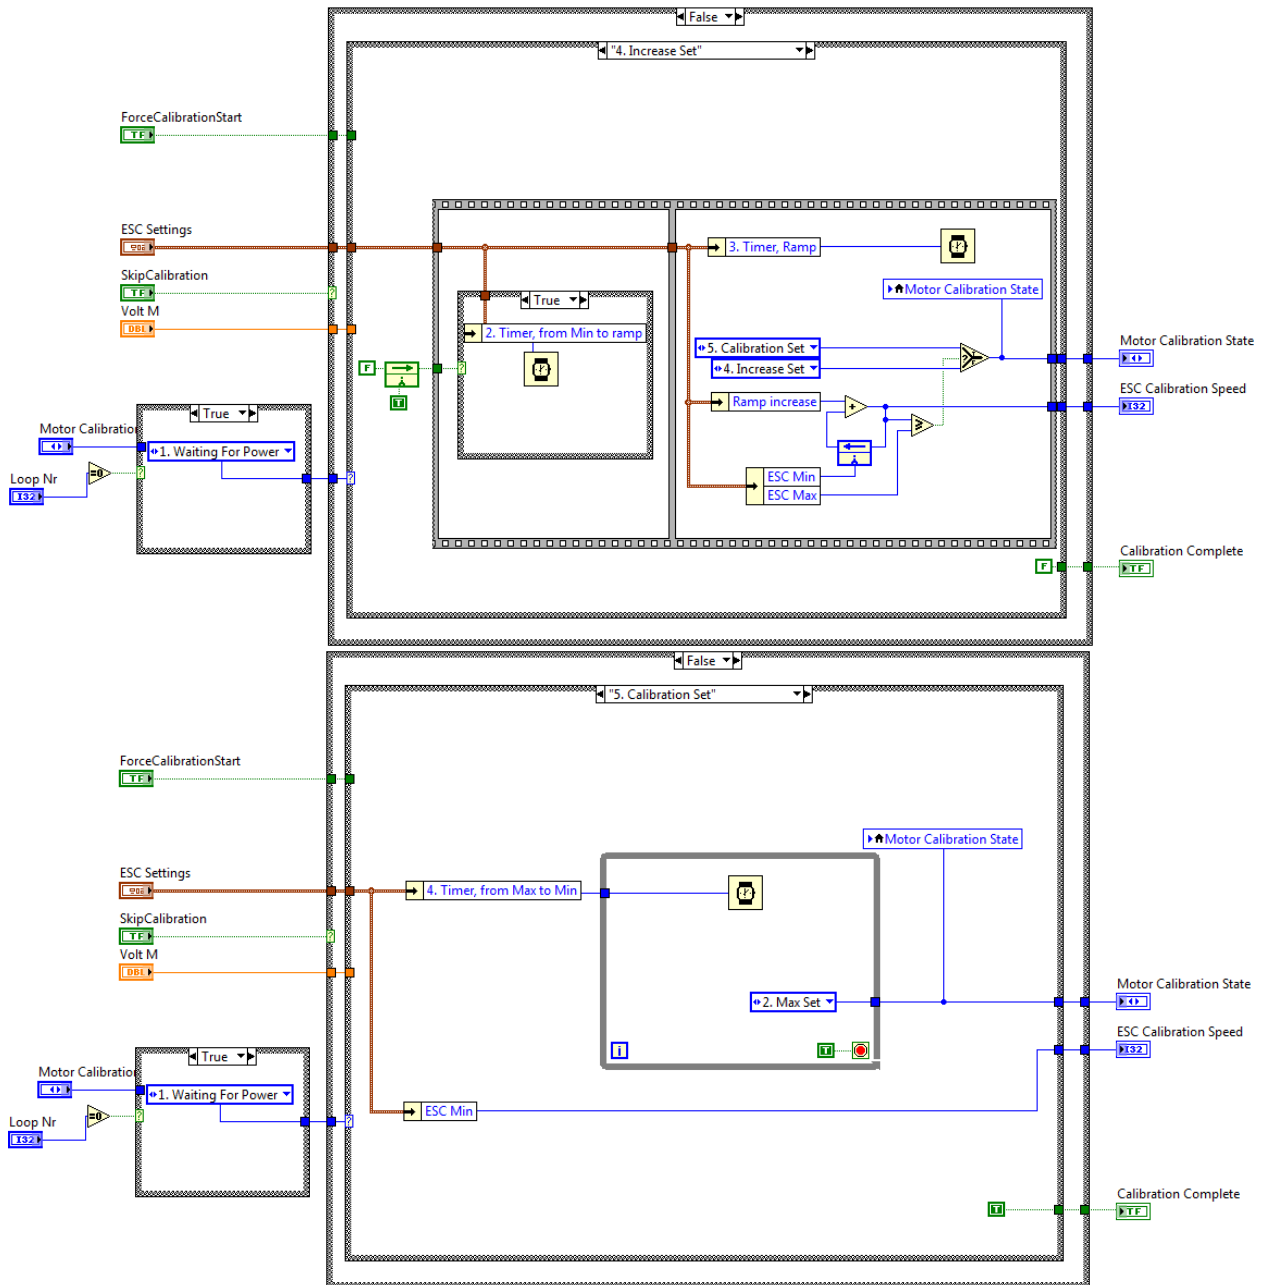 False
"4. Increase Set"
ForceCalibrationStart
TF
ESC Settings
3. Timer, Ramp
SkipCalibration
TF
?
True
Motor Calibration State
Volt M
DBL
2. Timer, from Min to ramp
5. Calibration Set
?
Motor Calibration State
F
?
4. Increase Set
ESC Calibration Speed
T
Ramp increase
+
I32
True
≥
Motor Calibration
1. Waiting For Power
Loop Nr
=0
?
?
ESC Min
I32
ESC Max
Calibration Complete
F
TF
False
"5. Calibration Set"
ForceCalibrationStart
TF
Motor Calibration State
ESC Settings
4. Timer, from Max to Min
SkipCalibration
TF
?
Volt M
DBL
Motor Calibration State
2. Max Set
ESC Calibration Speed
True
i
T
I32
Motor Calibration
1. Waiting For Power
Loop Nr
=0
?
?
ESC Min
I32
Calibration Complete
T
TF